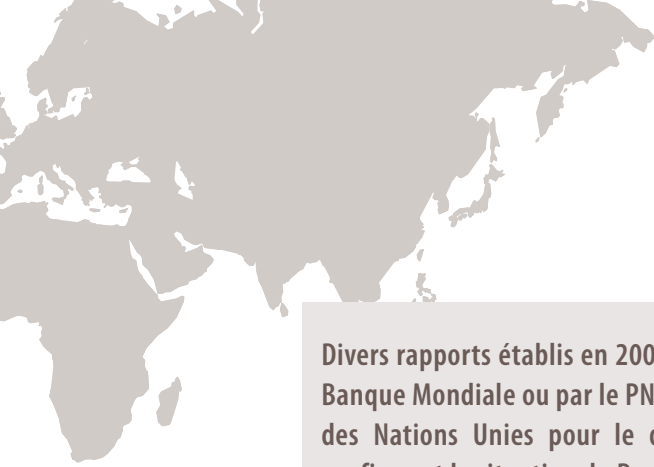 Divers rapports établis en 200
Banque Mondiale ou par le PN
des Nations Unies pour le